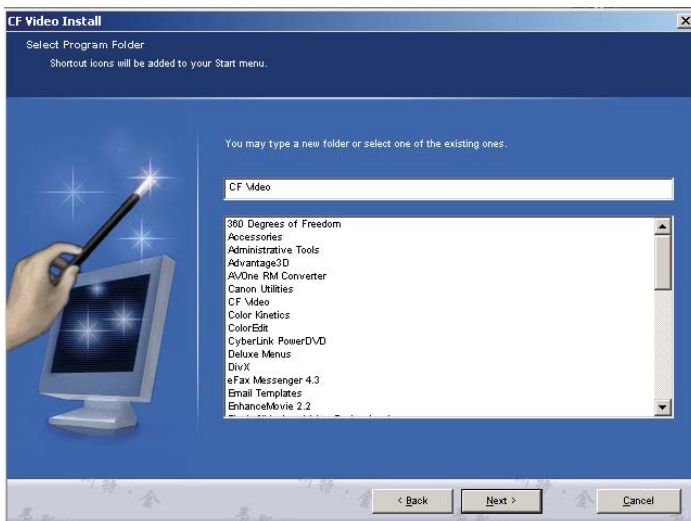 CF Video Install
Select Program Folder
Shortcut icons will be added to your Start menu.
You may type a new folder or select one of the existing ones.
CF Video
360 Degrees of Freedom
Accessories
Administrative Tools
Advantage3D
AVOne RM Converter
Canon Utilities
CF Video
Color Kinetics
ColorEdit
CyberLink PowerDVD
Deluxe Menus
DivX
eFax Messenger 4.3
Email Templates
EnhanceMovie 2.2
< Back
Next >
Cancel